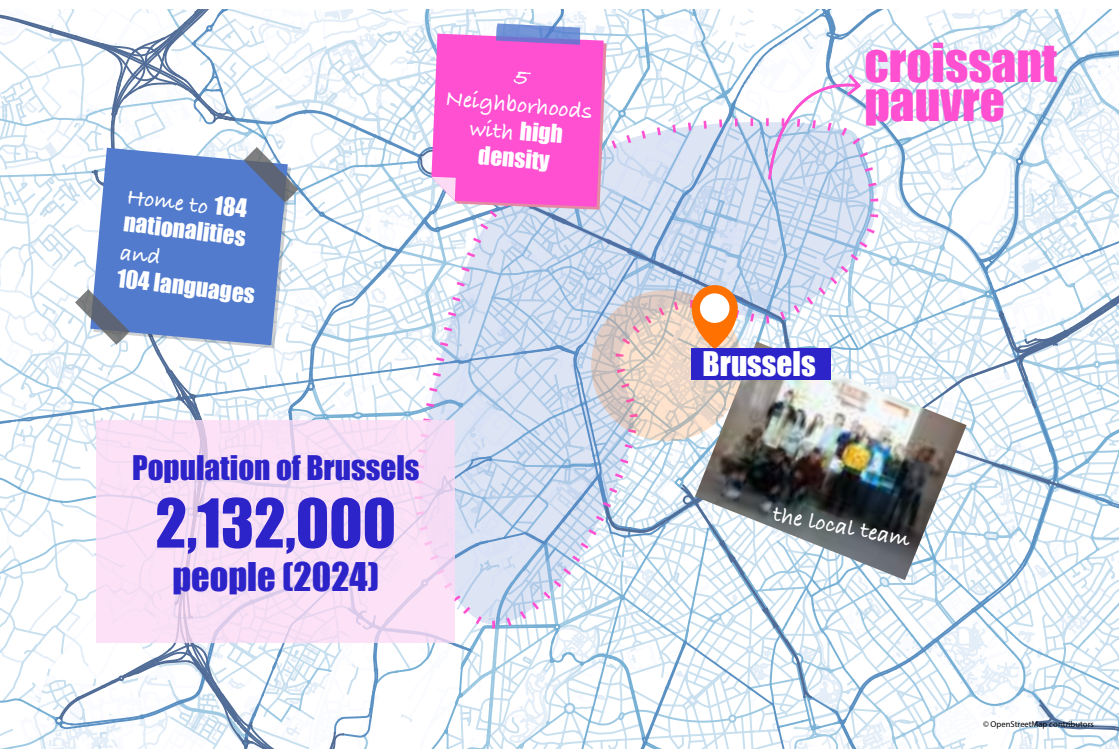 croissant
pauvre
5
Neighborhoods
with high
density
Home to 184
nationalities
and
104 languages
Brussels
Population of Brussels
2,132,000
people (2024)
the local team
© OpenStreetMap contributors